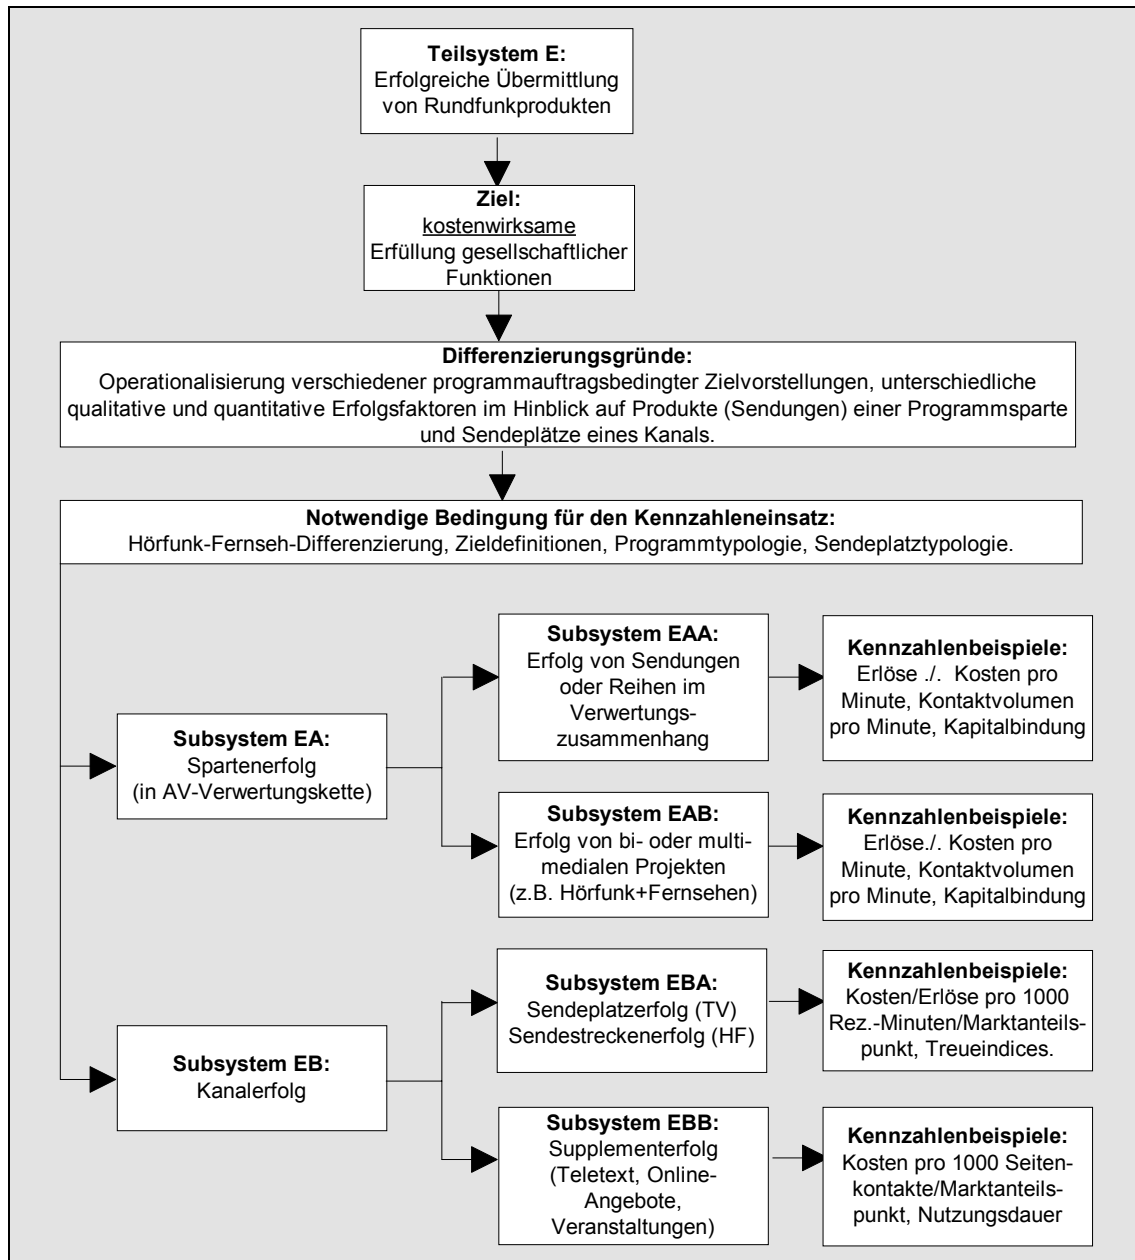 Teilsystem E:
Erfolgreiche Übermittlung
von Rundfunkprodukten
Ziel:
kostenwirksame
Erfüllung gesellschaftlicher
Funktionen
Differenzierungsgründe:
Operationalisierung verschiedener programmauftragsbedingter Zielvorstellungen, unterschiedliche
qualitative und quantitative Erfolgsfaktoren im Hinblick auf Produkte (Sendungen) einer Programmsparte
und Sendeplätze eines Kanals.
Notwendige Bedingung für den Kennzahleneinsatz:
Hörfunk-Fernseh-Differenzierung, Zieldefinitionen, Programmtypologie, Sendeplatztypologie.
Subsystem EA:
Spartenerfolg
(in AV-Verwertungskette)
Subsystem EAA:
Erfolg von Sendungen
oder Reihen im
Verwertungs-
zusammenhang
Kennzahlenbeispiele:
Erlöse ./. Kosten pro
Minute, Kontaktvolumen
pro Minute, Kapitalbindung
Subsystem EAB:
Erfolg von bi- oder multi-
medialen Projekten
(z.B. Hörfunk+Fernsehen)
Kennzahlenbeispiele:
Erlöse./. Kosten pro
Minute, Kontaktvolumen
pro Minute, Kapitalbindung
Subsystem EB:
Kanalerfolg
Subsystem EBA:
Sendeplatzerfolg (TV)
Sendestreckenerfolg (HF)
Kennzahlenbeispiele:
Kosten/Erlöse pro 1000
Rez.-Minuten/Marktanteils-
punkt, Treueindices.
Subsystem EBB:
Supplementerfolg
(Teletext, Online-
Angebote,
Veranstaltungen)
Kennzahlenbeispiele:
Kosten pro 1000 Seiten-
kontakte/Marktanteils-
punkt, Nutzungsdauer